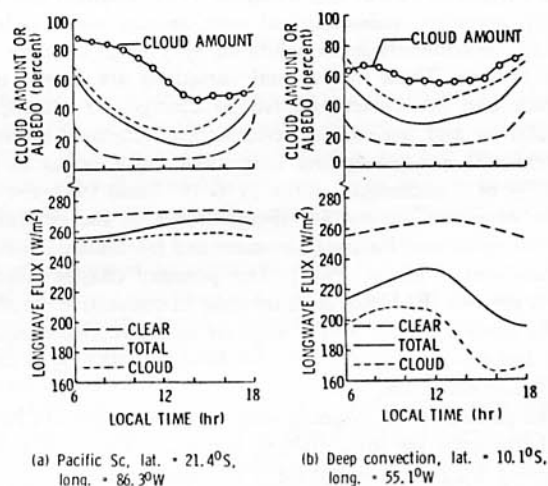 CLOUD AMOUNT OR
ALBEDO (percent)
100
80
60
40
20
0
CLOUD AMOUNT
280
260
240
220
200
180
160
LONGWAVE FLUX (W/m²)
CLEAR
TOTAL
CLOUD
6
10
14
18
LOCAL TIME (hr)
(a) Pacific Sc, lat. = 21.4°S,
long. = 86.3°W
CLOUD AMOUNT OR
ALBEDO (percent)
100
80
60
40
20
0
CLOUD AMOUNT
280
260
240
220
200
180
160
LONGWAVE FLUX (W/m²)
CLEAR
TOTAL
CLOUD
6
10
14
18
LOCAL TIME (hr)
(b) Deep convection, lat. = 10.1°S,
long. = 55.1°W